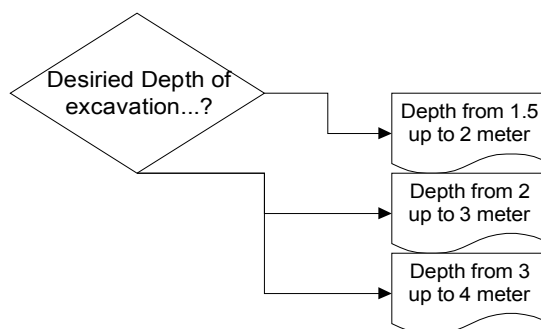 Desiried Depth of
excavation...?
Depth from 1.5
up to 2 meter
Depth from 2
up to 3 meter
Depth from 3
up to 4 meter